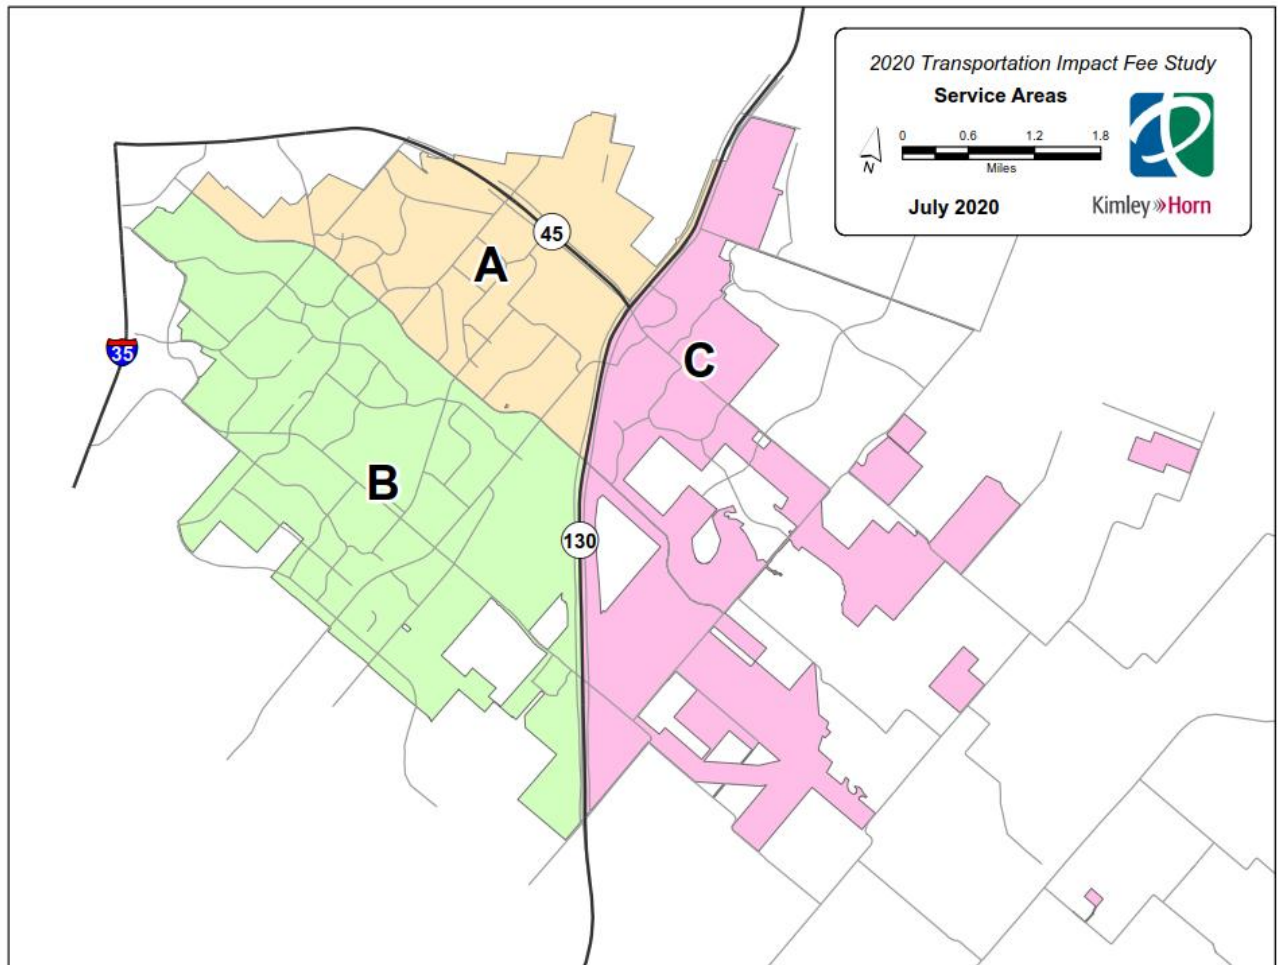 2020 Transportation Impact Fee Study
Service Areas
0 0.6 1.2 1.8
Miles
N
July 2020
Kimley»Horn
45
A
C
35
B
130